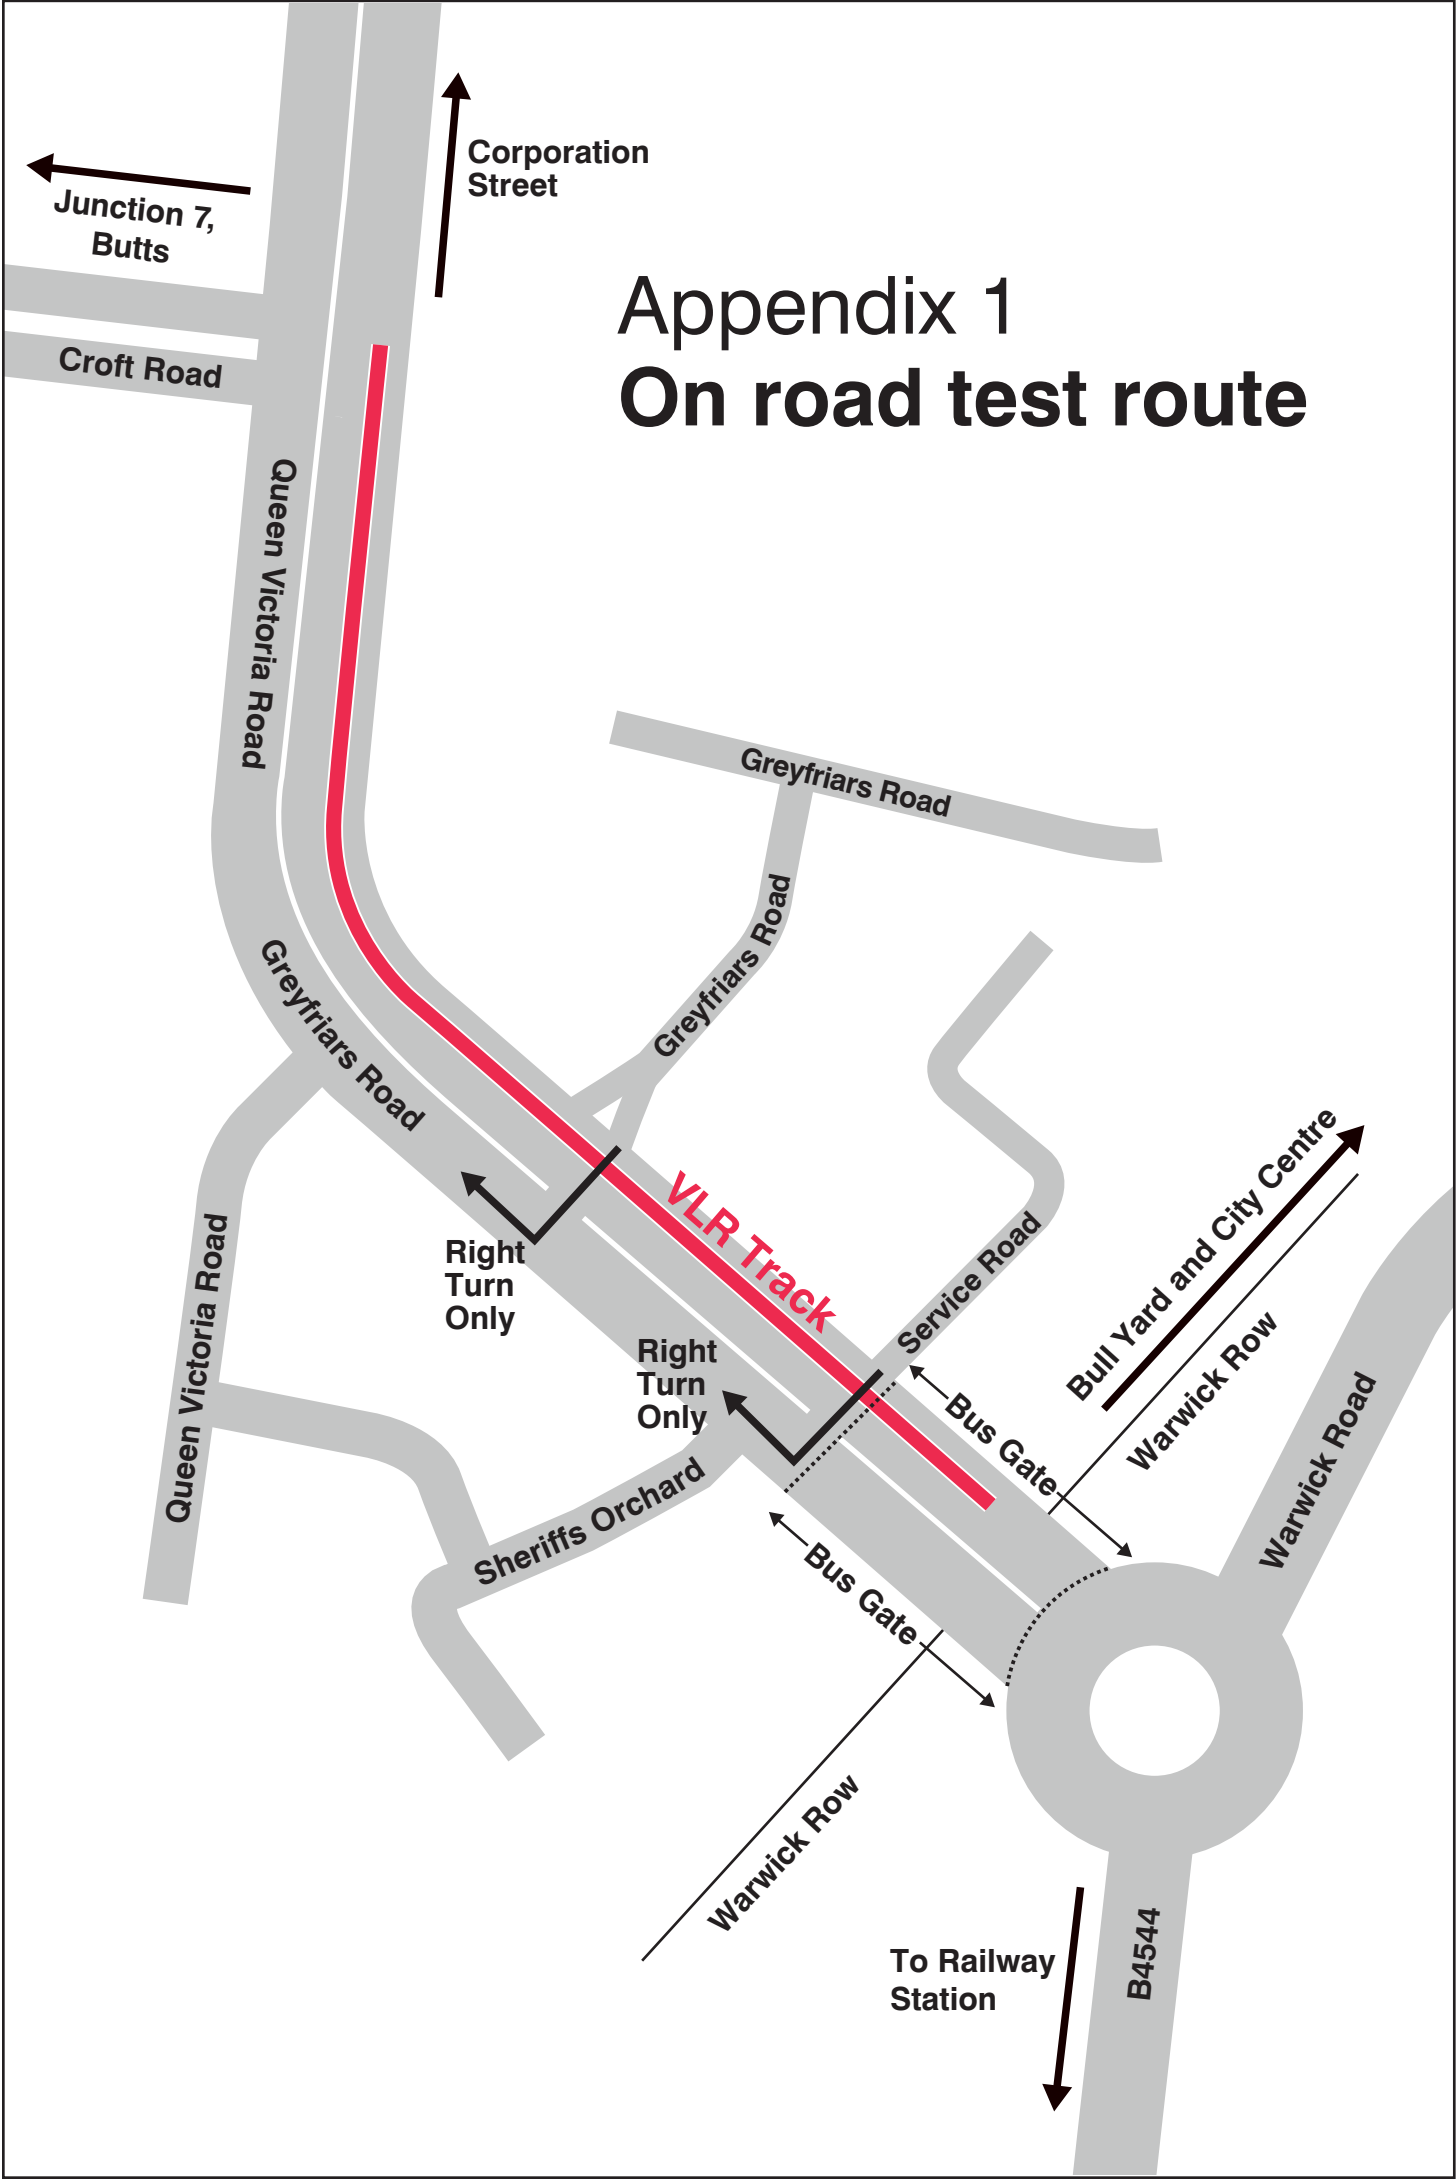 Corporation
Street
Junction 7,
Butts
Appendix 1
On road test route
Croft Road
Queen Victoria Road
Greyfriars Road
Greyfriars Road
Greyfriars Road
VLR Track
Right
Turn
Only
Service Road
Bull Yard and City Centre
Warwick Row
Queen Victoria Road
Right
Turn
Only
Bus Gate
Warwick Road
Sheriffs Orchard
Bus Gate
Warwick Row
To Railway
Station
B4544